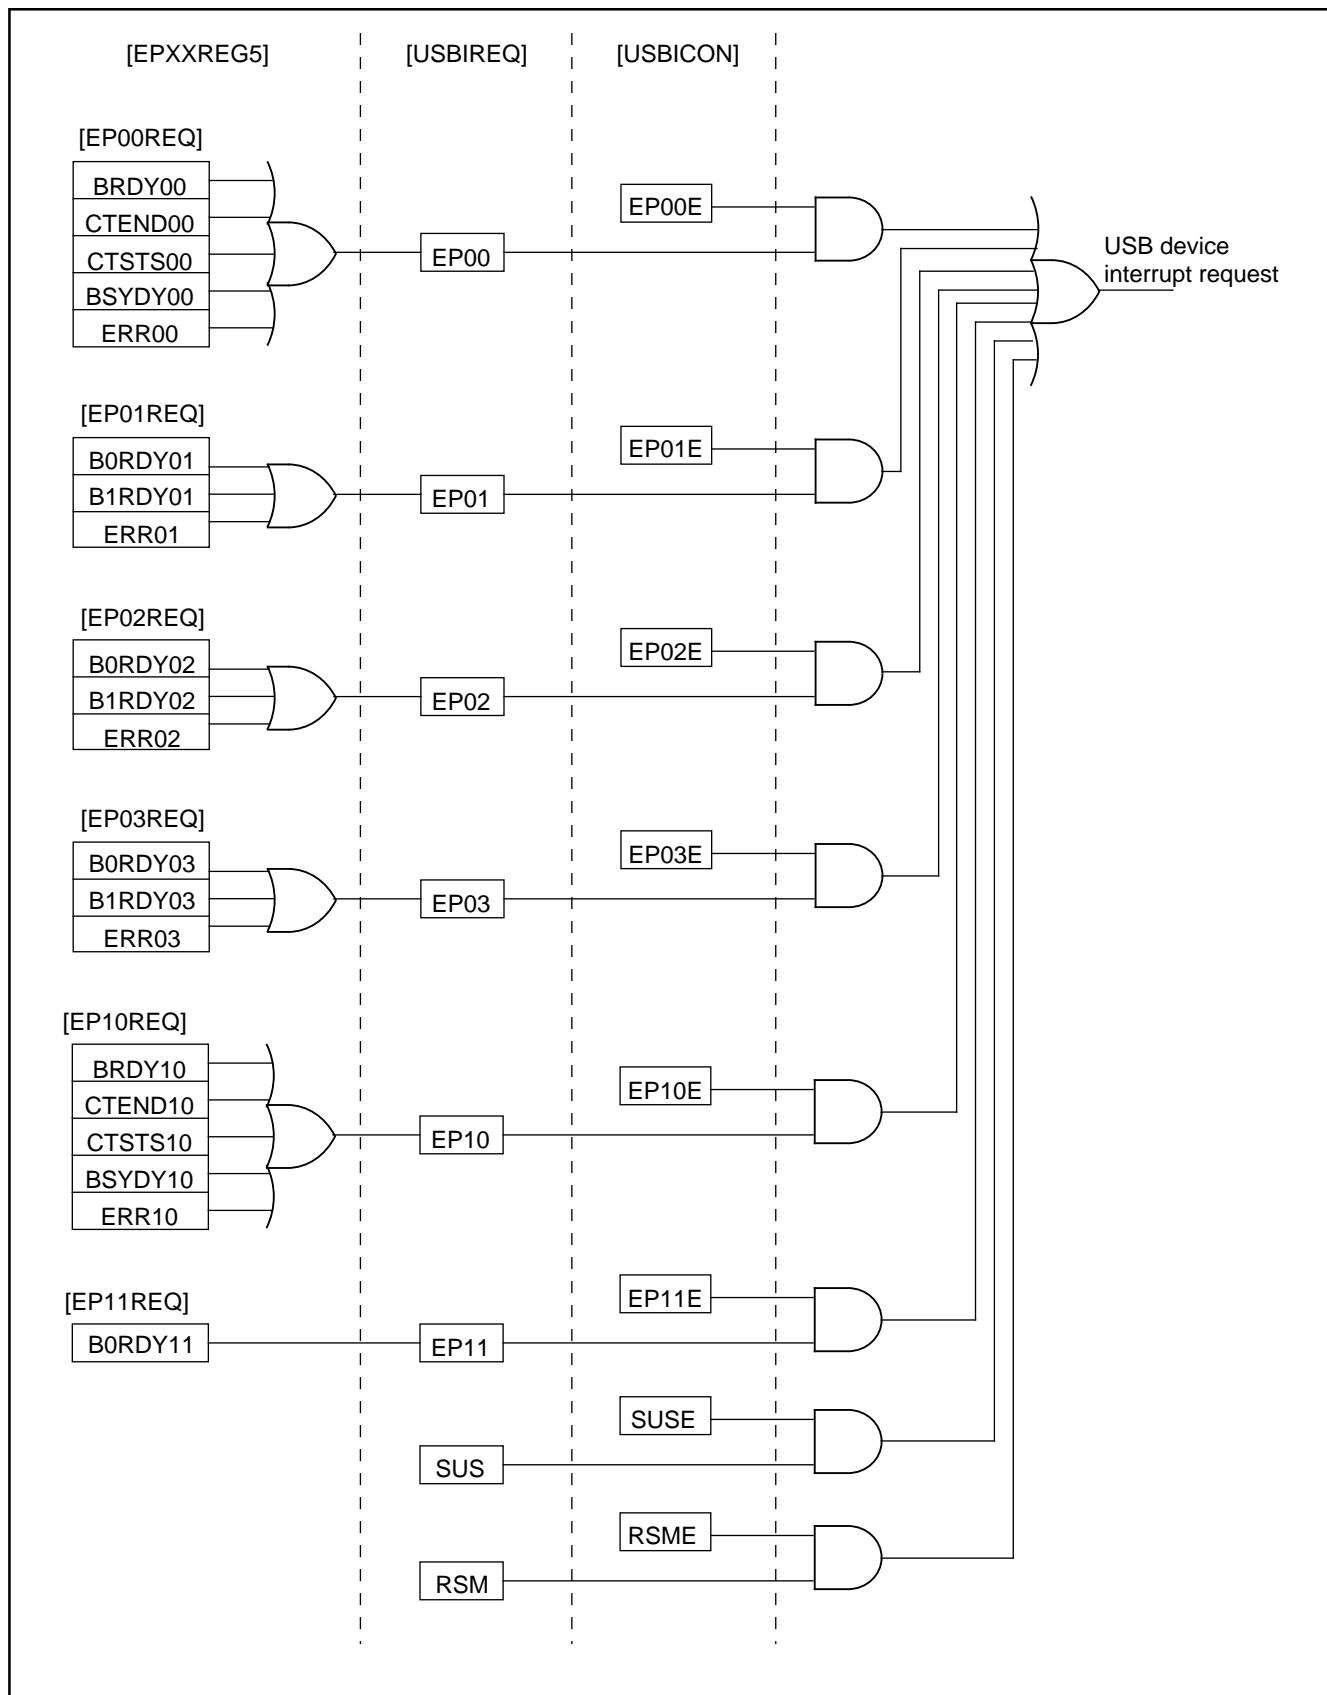 [EPXXREG5] [USBIREQ] [USBICON]
[EP00REQ]
BRDY00
CTEND00
CTSTS00
BSYDY00
ERR00
EP00E
EP00
USB device
interrupt request
[EP01REQ]
B0RDY01
B1RDY01
ERR01
EP01E
EP01
[EP02REQ]
B0RDY02
B1RDY02
ERR02
EP02E
EP02
[EP03REQ]
B0RDY03
B1RDY03
ERR03
EP03E
EP03
[EP10REQ]
BRDY10
CTEND10
CTSTS10
BSYDY10
ERR10
EP10E
EP10
[EP11REQ]
B0RDY11
EP11E
EP11
SUSE
SUS
RSME
RSM